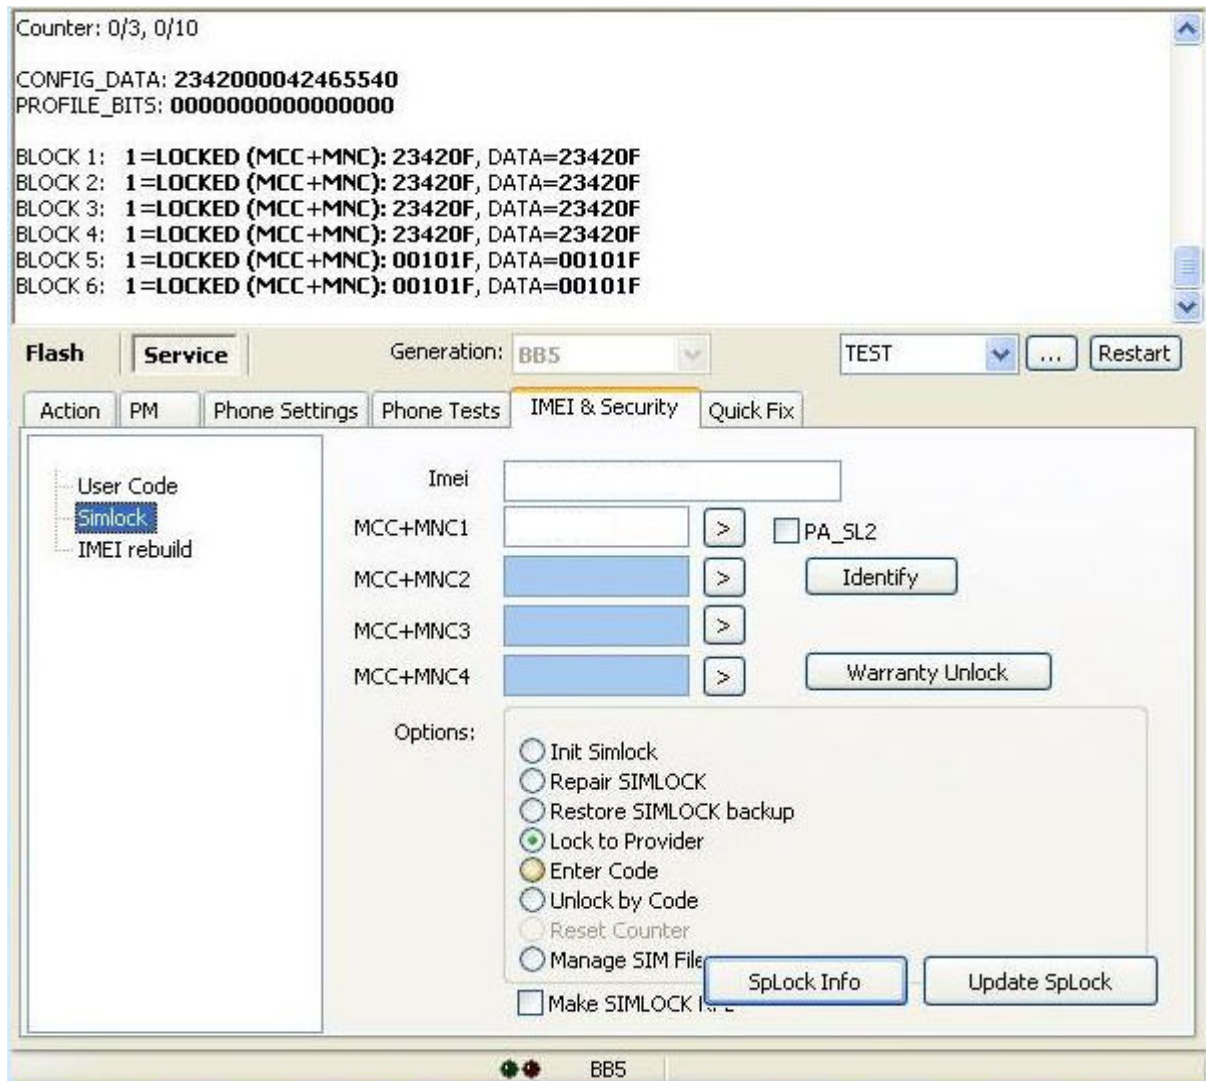 Counter: 0/3, 0/10
CONFIG_DATA: 2342000042465540
PROFILE_BITS: 0000000000000000
BLOCK 1: 1=LOCKED (MCC+MNC): 23420F, DATA=23420F
BLOCK 2: 1=LOCKED (MCC+MNC): 23420F, DATA=23420F
BLOCK 3: 1=LOCKED (MCC+MNC): 23420F, DATA=23420F
BLOCK 4: 1=LOCKED (MCC+MNC): 23420F, DATA=23420F
BLOCK 5: 1=LOCKED (MCC+MNC): 00101F, DATA=00101F
BLOCK 6: 1=LOCKED (MCC+MNC): 00101F, DATA=00101F
Flash Service Generation: BB5 TEST ... Restart
Action PM Phone Settings Phone Tests IMEI & Security Quick Fix
User Code
Simlock
IMEI rebuild
Imei
MCC+MNC1 > PA_SL2
MCC+MNC2 > Identify
MCC+MNC3 >
MCC+MNC4 > Warranty Unlock
Options:
Init Simlock
Repair SIMLOCK
Restore SIMLOCK backup
Lock to Provider
Enter Code
Unlock by Code
Reset Counter
Manage SIM File
SpLock Info Update SpLock
Make SIMLOCK
BB5